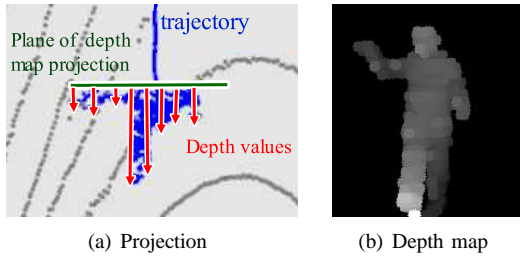 trajectory
Plane of depth
map projection
Depth values
(a) Projection
(b) Depth map